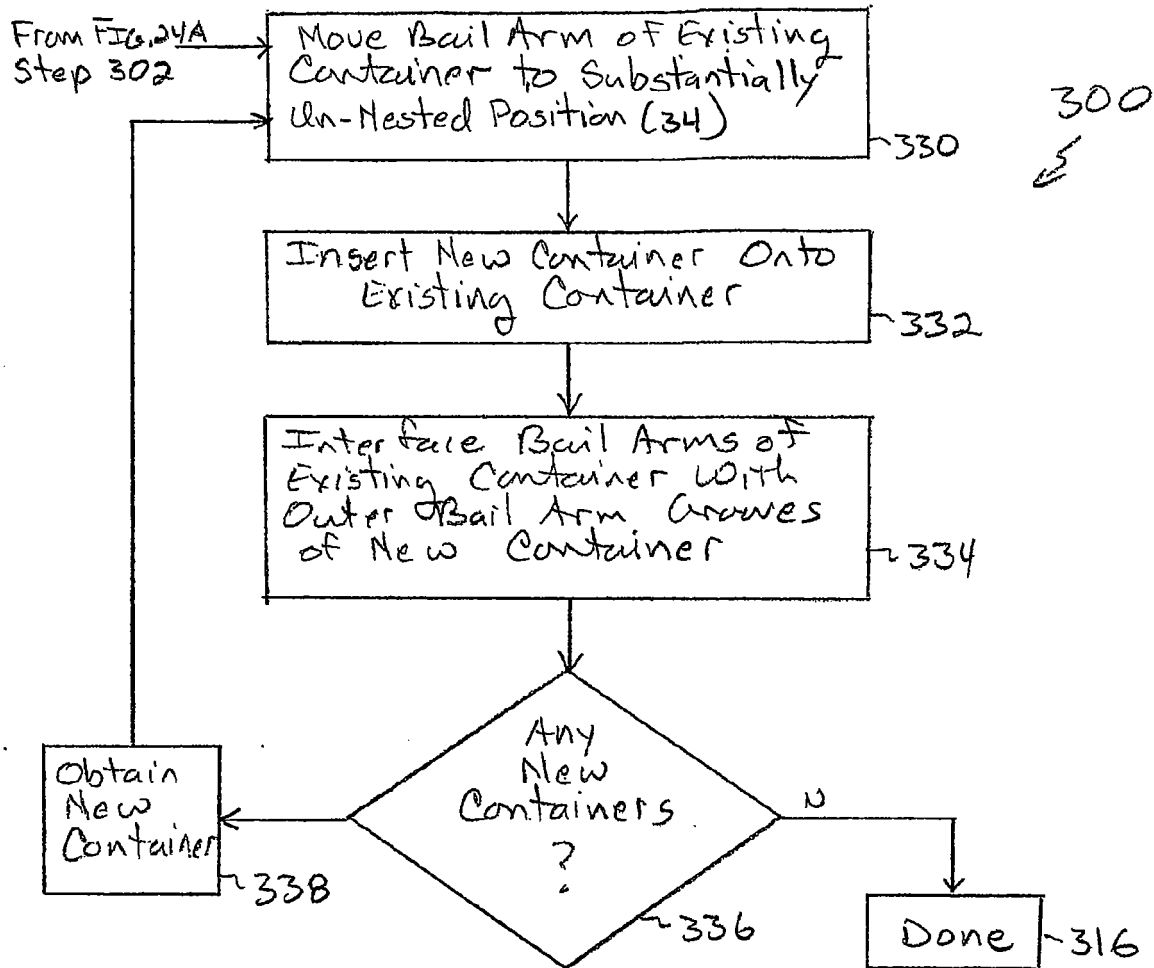 From FIG.24A
Step 302
Move Bail Arm of Existing
Container to Substantially
Un-Nested Position (34)
330
300
Insert New Container Onto
Existing Container
332
Interface Bail Arms of
Existing Container With
Outer Bail Arm Grooves
of New Container
334
Any
New
Containers
?
336
N
Obtain
New
Container
338
Done
316